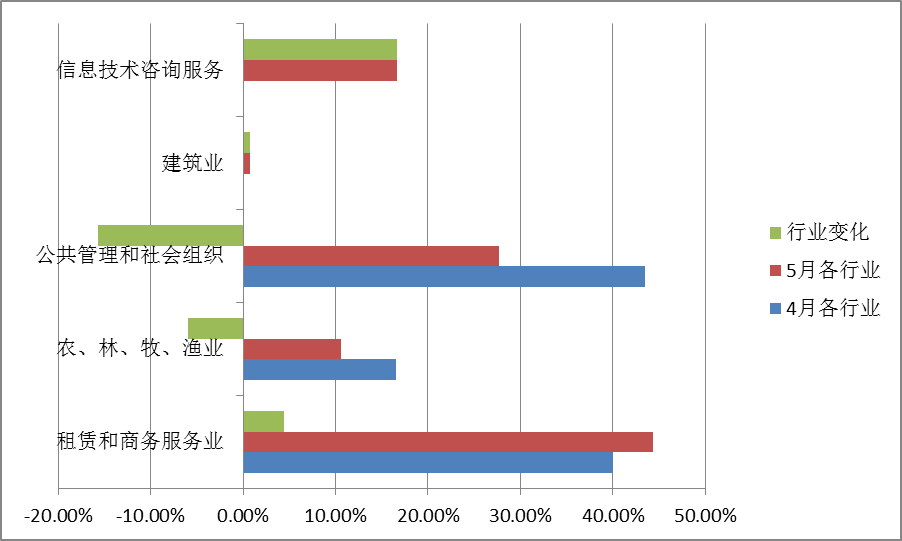 信息技术咨询服务
建筑业
公共管理和社会组织
农、林、牧、渔业
租赁和商务服务业
-20.00% -10.00% 0.00% 10.00% 20.00% 30.00% 40.00% 50.00%
行业变化
5月各行业
4月各行业